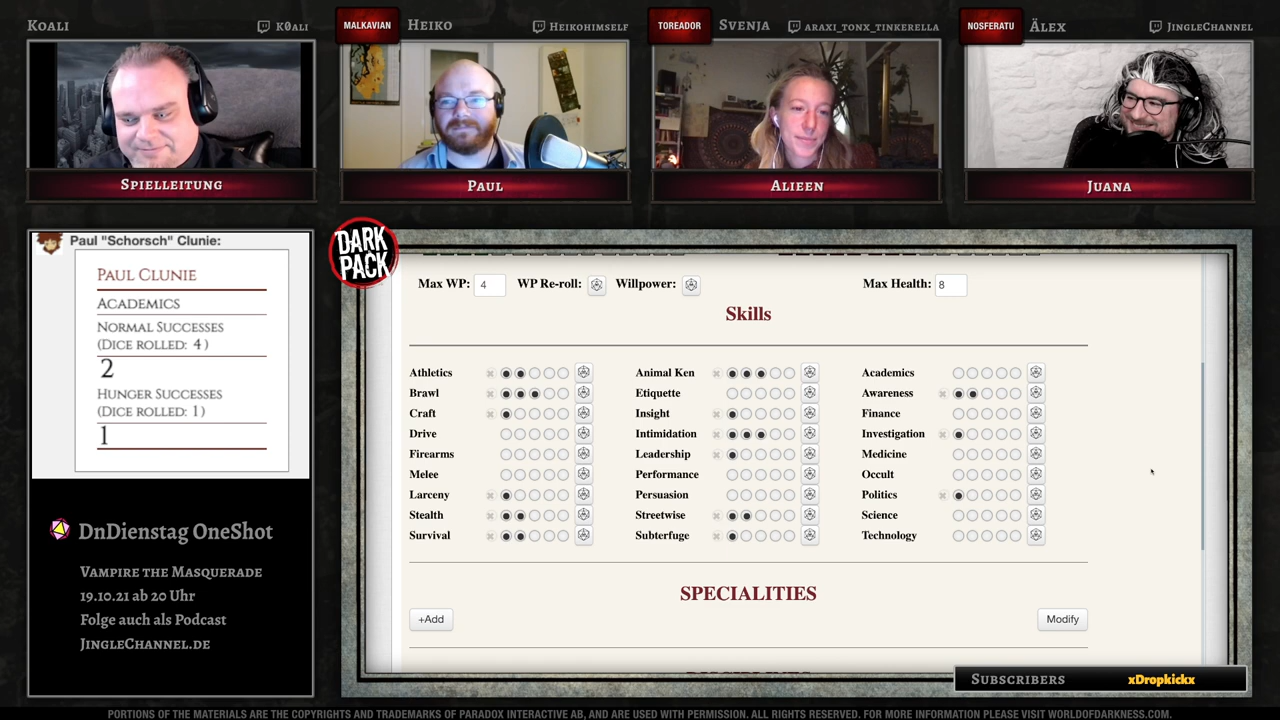 Koali
K0ali
MALKAVIAN
Heiko
Heikohimself
TOREADOR
Svenja
araxi_tonx_tinkerella
NOSFERATU
Älex
JingleChannel
Spielleitung
Paul
Alieen
Juana
Paul "Schorsch" Clunie:
Paul Clunie
Academics
Normal Successes
(Dice rolled: 4 )
2
Hunger Successes
(Dice rolled: 1 )
1
DARK
PACK
Max WP: 4 WP Re-roll: Willpower: Max Health: 8
Skills
Athletics Animal Ken Academics
Brawl Etiquette Awareness
Craft Insight Finance
Drive Intimidation Investigation
Firearms Leadership Medicine
Melee Performance Occult
Larceny Persuasion Politics
Stealth Streetwise Science
Survival Subterfuge Technology
SPECIALITIES
+Add Modify
DnDienstag OneShot
Vampire the Masquerade
19.10.21 ab 20 Uhr
Folge auch als Podcast
JingleChannel.de
Subscribers xDropkickx
PORTIONS OF THE MATERIALS ARE THE COPYRIGHTS AND TRADEMARKS OF PARADOX INTERACTIVE AB, AND ARE USED WITH PERMISSION. ALL RIGHTS RESERVED. FOR MORE INFORMATION PLEASE VISIT WORLDOFDARKNESS.COM.